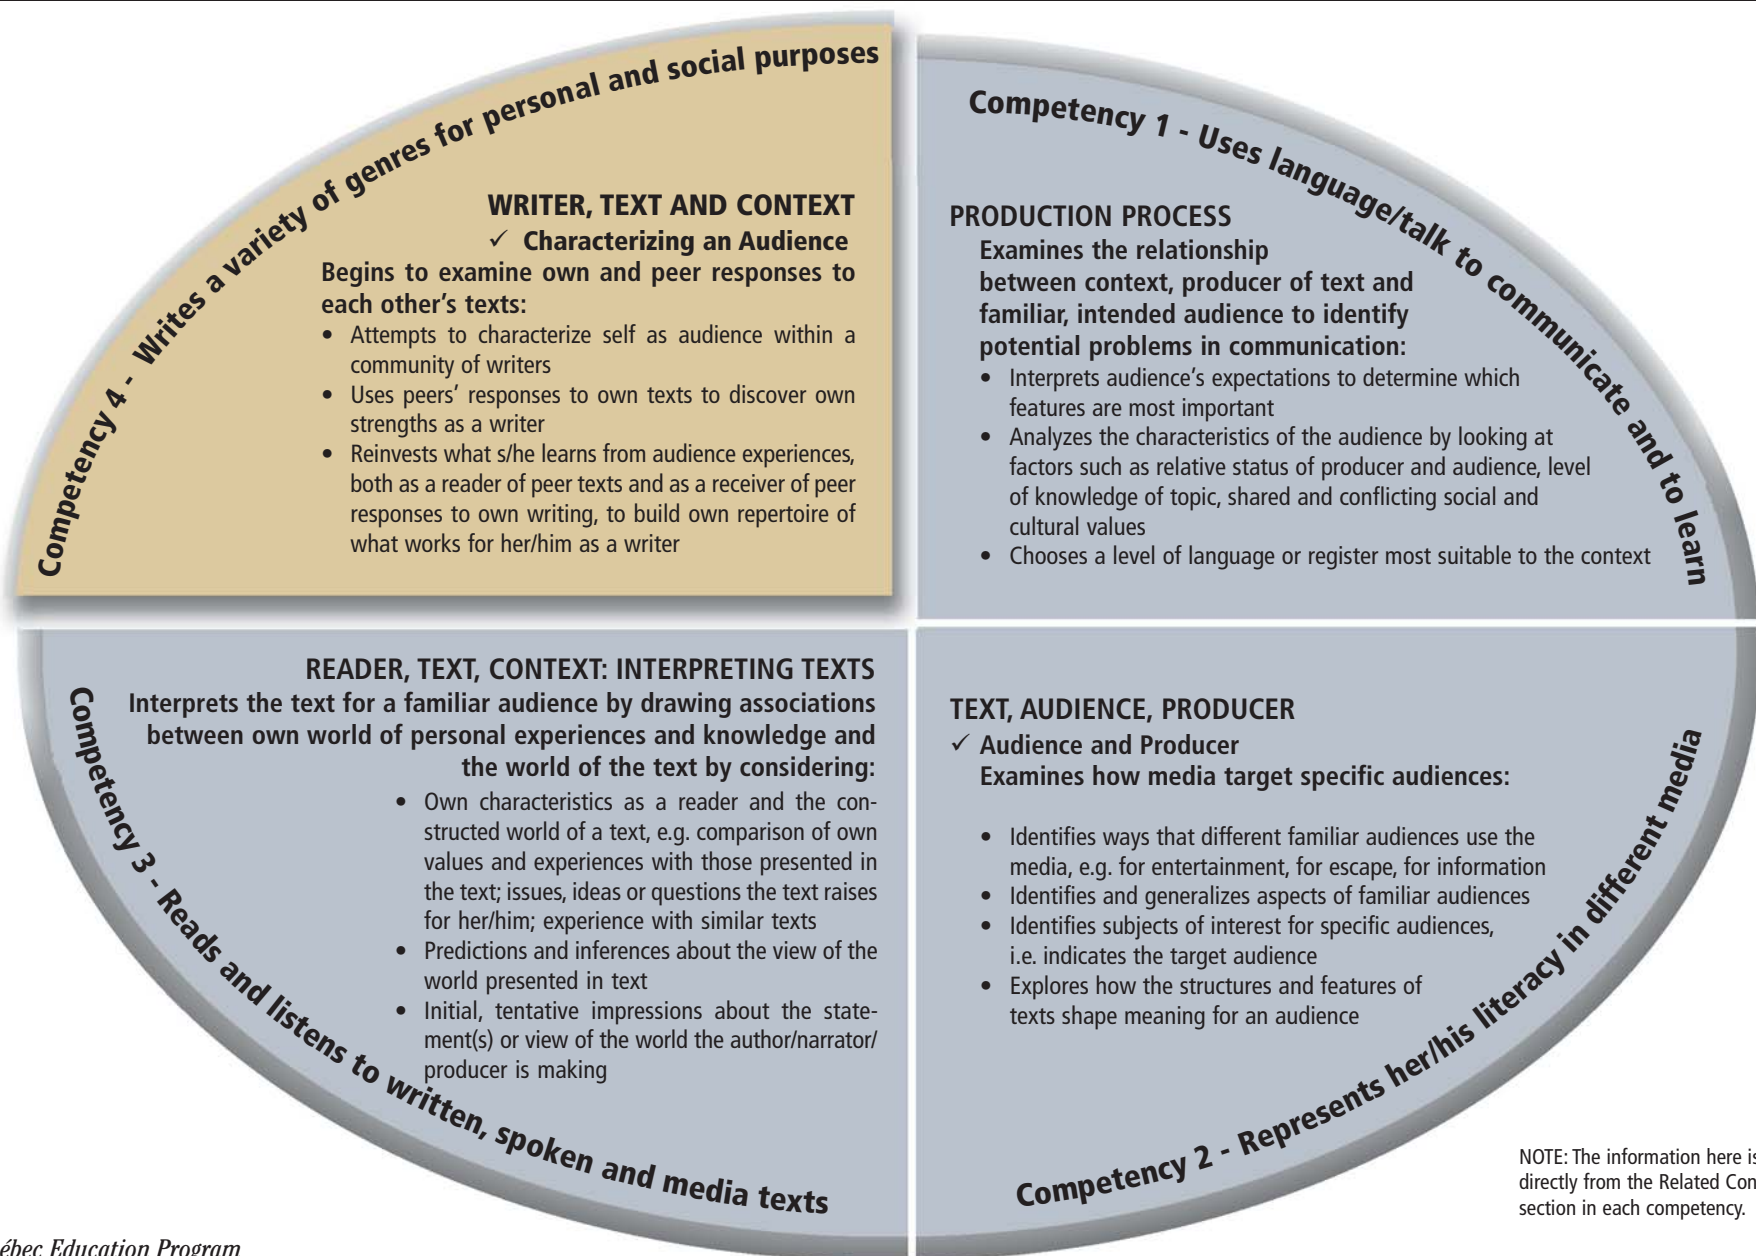 Competency 4 - Writes a variety of genres for personal and social purposes
WRITER, TEXT AND CONTEXT
✓ Characterizing an Audience
Begins to examine own and peer responses to
each other's texts:
• Attempts to characterize self as audience within a
community of writers
• Uses peers' responses to own texts to discover own
strengths as a writer
• Reinvests what s/he learns from audience experiences,
both as a reader of peer texts and as a receiver of peer
responses to own writing, to build own repertoire of
what works for her/him as a writer
Competency 1 - Uses language/talk to communicate and to learn
PRODUCTION PROCESS
Examines the relationship
between context, producer of text and
familiar, intended audience to identify
potential problems in communication:
• Interprets audience's expectations to determine which
features are most important
• Analyzes the characteristics of the audience by looking at
factors such as relative status of producer and audience, level
of knowledge of topic, shared and conflicting social and
cultural values
• Chooses a level of language or register most suitable to the context
Competency 3 - Reads and listens to written, spoken and media texts
READER, TEXT, CONTEXT: INTERPRETING TEXTS
Interprets the text for a familiar audience by drawing associations
between own world of personal experiences and knowledge and
the world of the text by considering:
• Own characteristics as a reader and the con-
structed world of a text, e.g. comparison of own
values and experiences with those presented in
the text; issues, ideas or questions the text raises
for her/him; experience with similar texts
• Predictions and inferences about the view of the
world presented in text
• Initial, tentative impressions about the state-
ment(s) or view of the world the author/narrator/
producer is making
Competency 2 - Represents her/his literacy in different media
TEXT, AUDIENCE, PRODUCER
✓ Audience and Producer
Examines how media target specific audiences:
• Identifies ways that different familiar audiences use the
media, e.g. for entertainment, for escape, for information
• Identifies and generalizes aspects of familiar audiences
• Identifies subjects of interest for specific audiences,
i.e. indicates the target audience
• Explores how the structures and features of
texts shape meaning for an audience
NOTE: The information here is
directly from the Related Con
section in each competency.
ébec Education Program